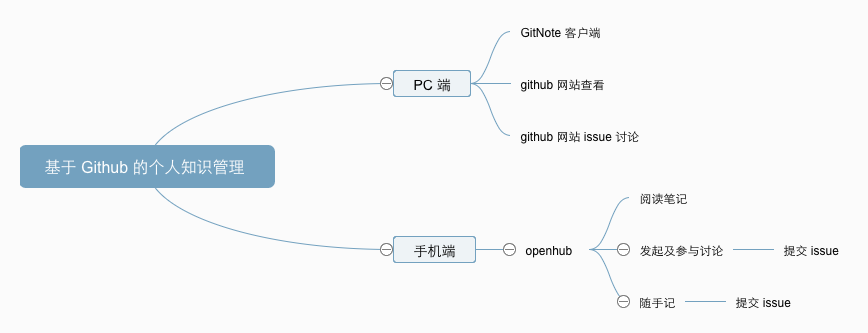 基于 Github 的个人知识管理
PC 端
GitNote 客户端
github 网站查看
github 网站 issue 讨论
手机端
openhub
阅读笔记
发起及参与讨论
提交 issue
随手记
提交 issue